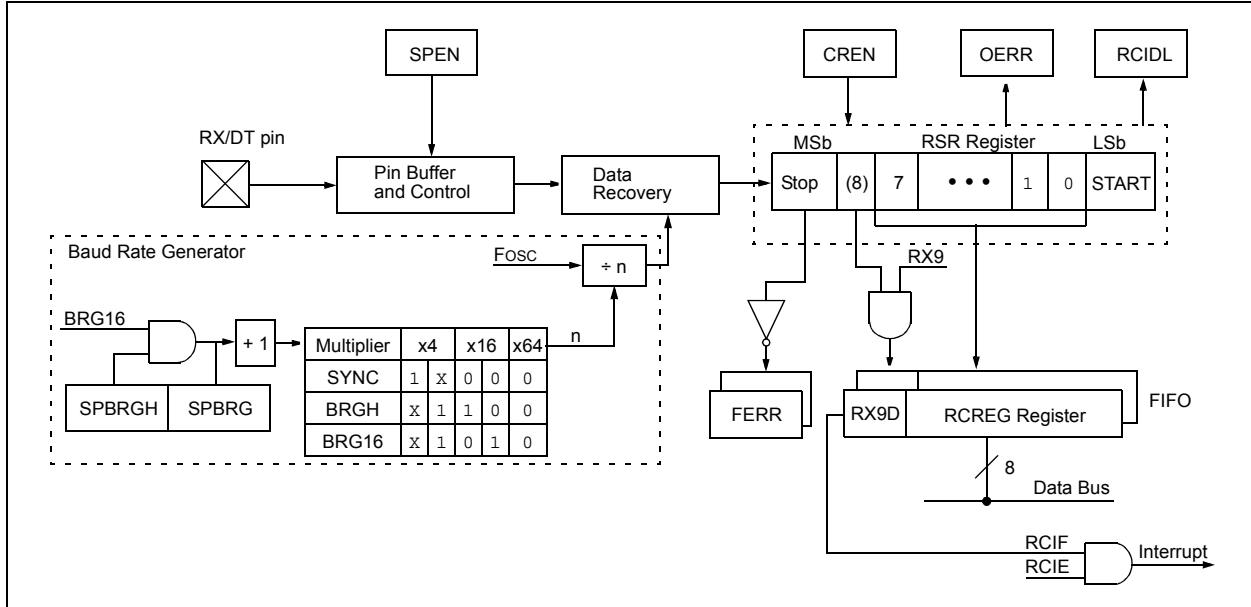 SPEN
CREN
OERR
RCIDL
RX/DT pin
MSb
RSR Register
LSb
Pin Buffer
and Control
Data
Recovery
Stop (8) 7 • • • 1 0 START
Baud Rate Generator
FOSC
÷ n
RX9
BRG16
+ 1
n
Multiplier x4 x16 x64
SYNC 1 X 0 0 0
BRGH X 1 1 0 0
BRG16 X 1 0 1 0
SPBRGH SPBRG
FERR
RX9D RCREG Register
FIFO
8
Data Bus
RCIF
RCIE
Interrupt